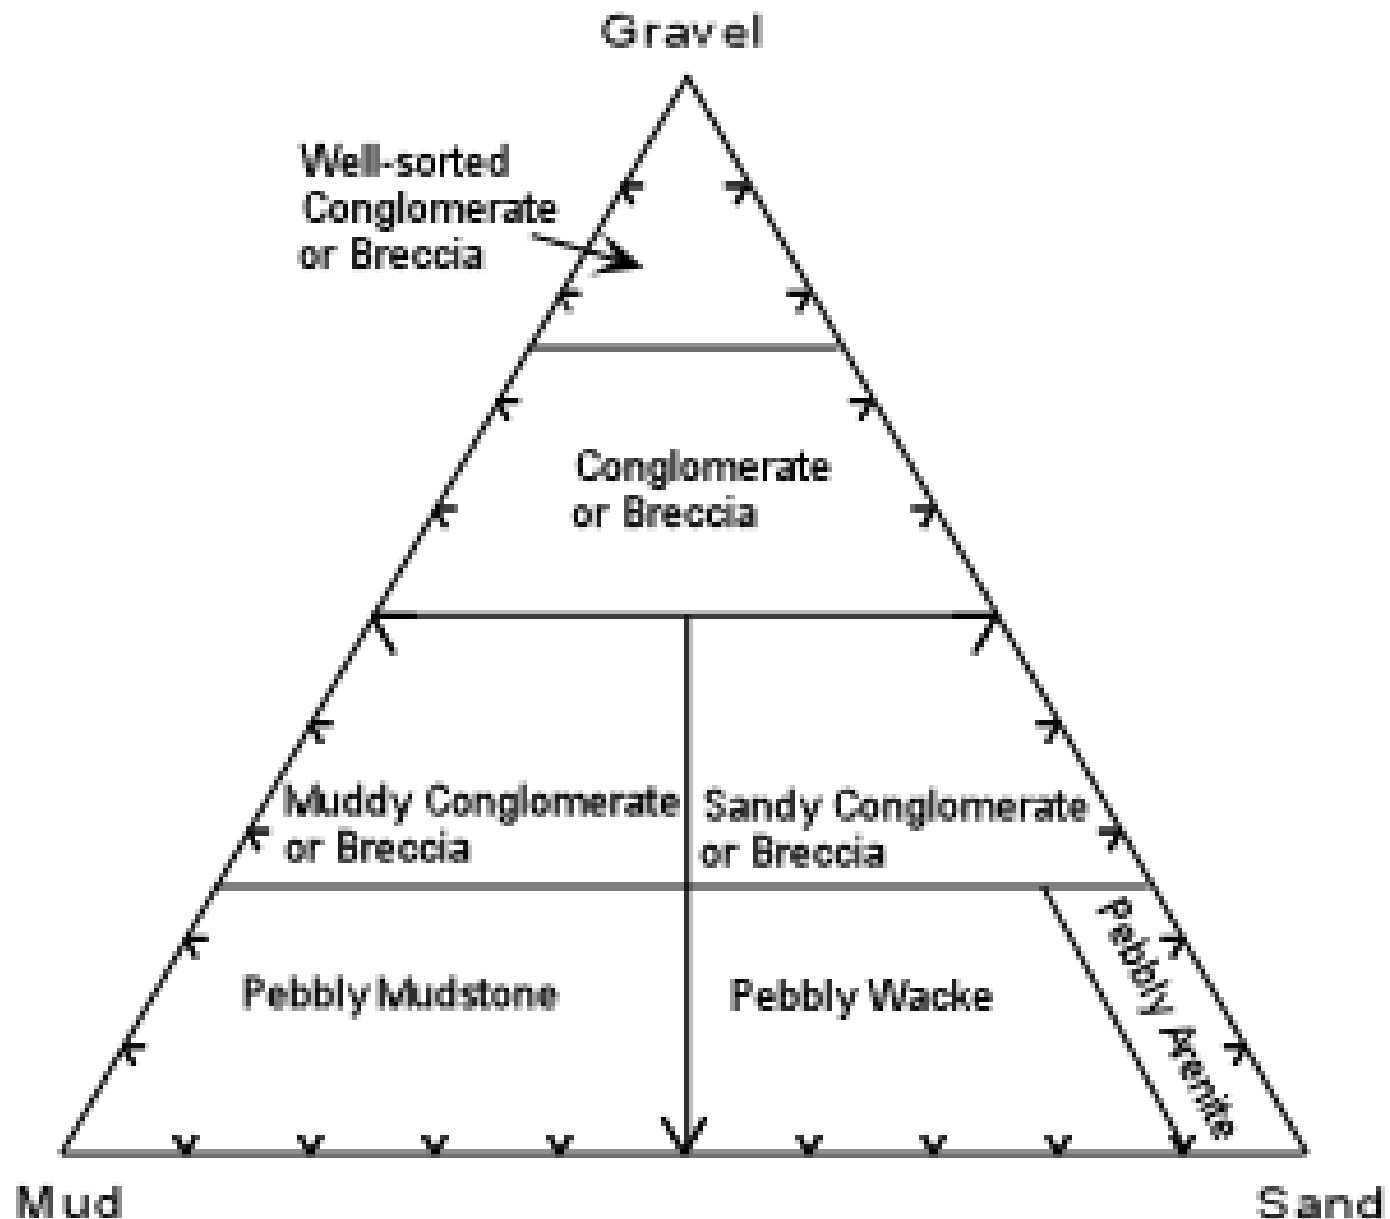 Gravel
Well-sorted
Conglomerate
or Breccia
Conglomerate
or Breccia
Muddy Conglomerate
or Breccia
Sandy Conglomerate
or Breccia
Pebbly Mudstone
Pebbly Wacke
Pebbly Arenite
Mud
Sand